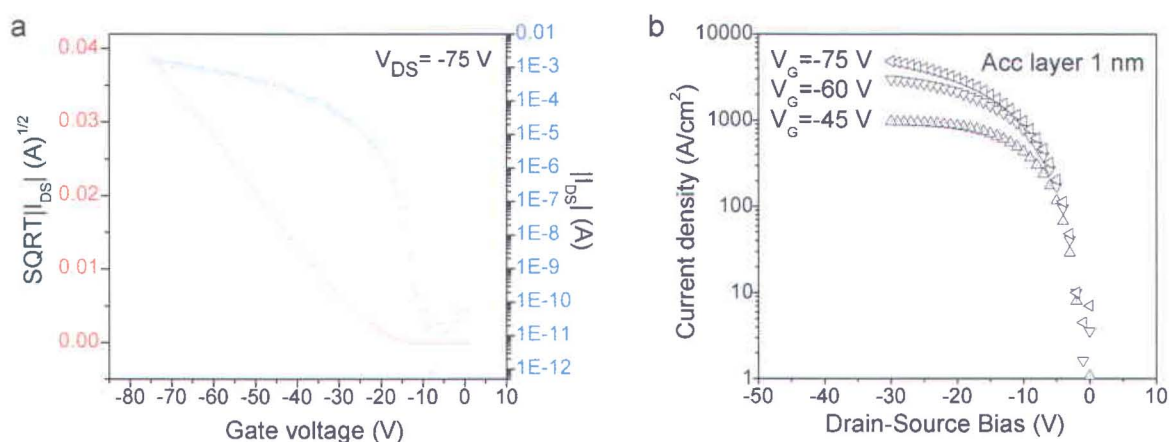 a
V_DS= -75 V
SQRT|I_DS| (A)^1/2
0.04
0.03
0.02
0.01
0.00
0.01
1E-3
1E-4
1E-5
1E-6
1E-7
1E-8
1E-9
1E-10
1E-11
1E-12
|I_DS| (A)
-80 -70 -60 -50 -40 -30 -20 -10 0 10
Gate voltage (V)
b
Acc layer 1 nm
V_G=-75 V
V_G=-60 V
V_G=-45 V
Current density (A/cm²)
10000
1000
100
10
1
-50 -40 -30 -20 -10 0 10
Drain-Source Bias (V)